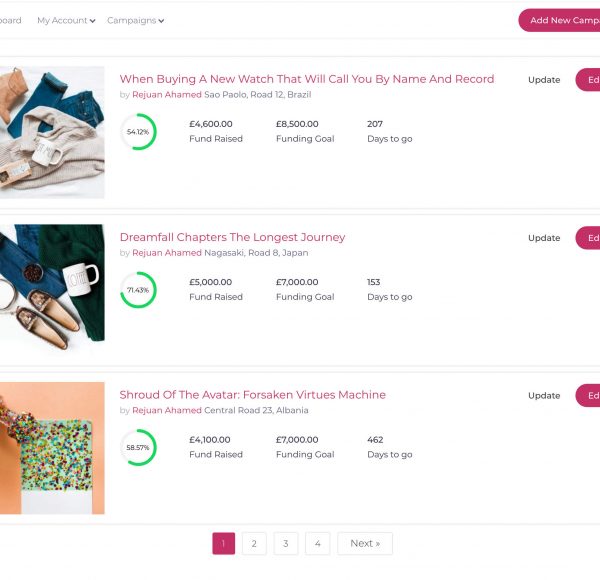 board My Account Campaigns Add New Campa
When Buying A New Watch That Will Call You By Name And Record Update Ed
by Rejuan Ahamed Sao Paolo, Road 12, Brazil
54.12% £4,600.00 £8,500.00 207
Fund Raised Funding Goal Days to go
Dreamfall Chapters The Longest Journey Update Ed
by Rejuan Ahamed Nagasaki, Road 8, Japan
71.43% £5,000.00 £7,000.00 153
Fund Raised Funding Goal Days to go
Shroud Of The Avatar: Forsaken Virtues Machine Update Ed
by Rejuan Ahamed Central Road 23, Albania
58.57% £4,100.00 £7,000.00 462
Fund Raised Funding Goal Days to go
1 2 3 4 Next »